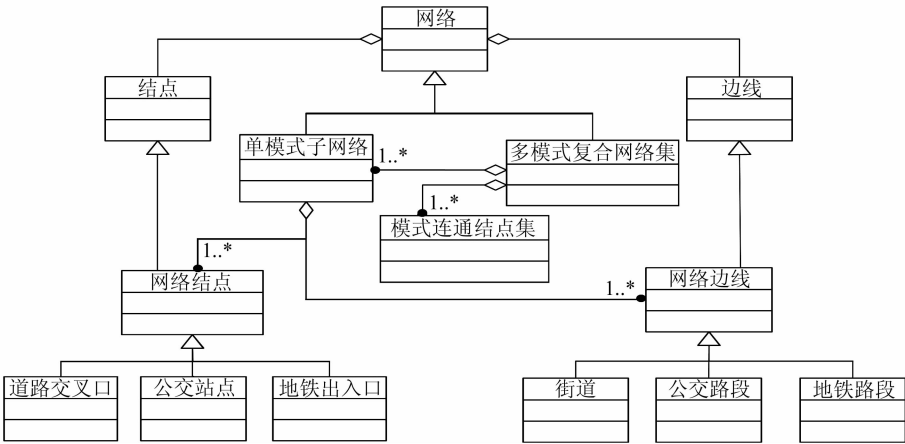 网络
结点
边线
单模式子网络
多模式复合网络集
1..*
1..*
模式连通结点集
1..*
网络结点
1..*
网络边线
道路交叉口
公交站点
地铁出入口
街道
公交路段
地铁路段